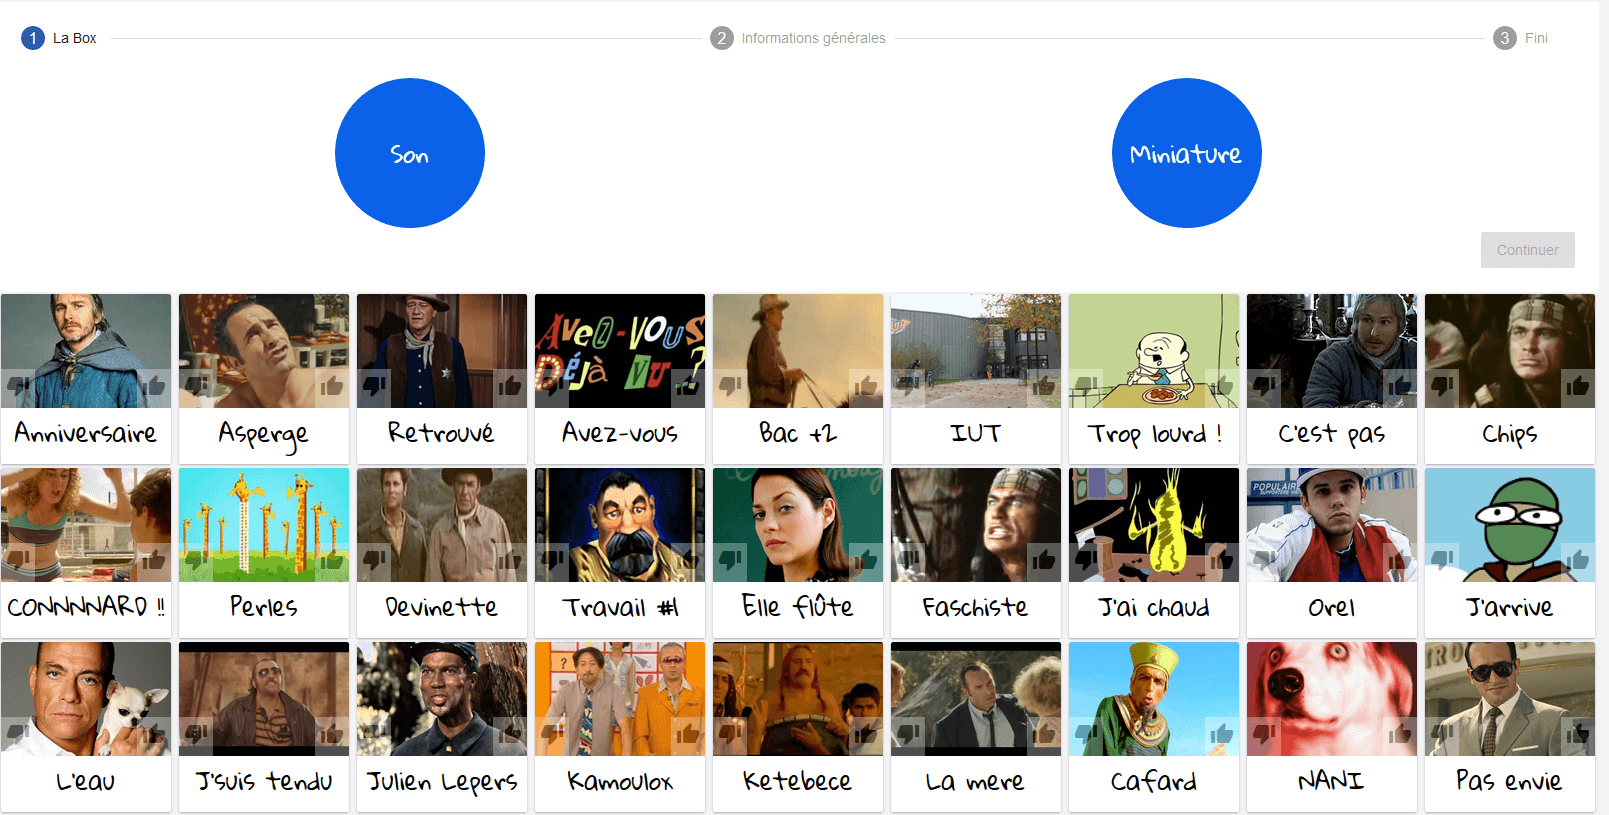 1 La Box
2 Informations générales
3 Fini
Son
Miniature
Continuer
AVEZ-VOUS
DÉJÀ VU ..?
Anniversaire
Asperge
Retrouvé
Avez-vous
Bac +2
IUT
Trop lourd !
C'est pas
Chips
POPULAIR
CONNNNARD !!
Perles
Devinette
Travail #1
Elle flûte
Faschiste
J'ai chaud
Orel
J'arrive
?
L'eau
J'suis tendu
Julien Lepers
Kamoulox
Ketebece
La mere
Cafard
NANI
Pas envie